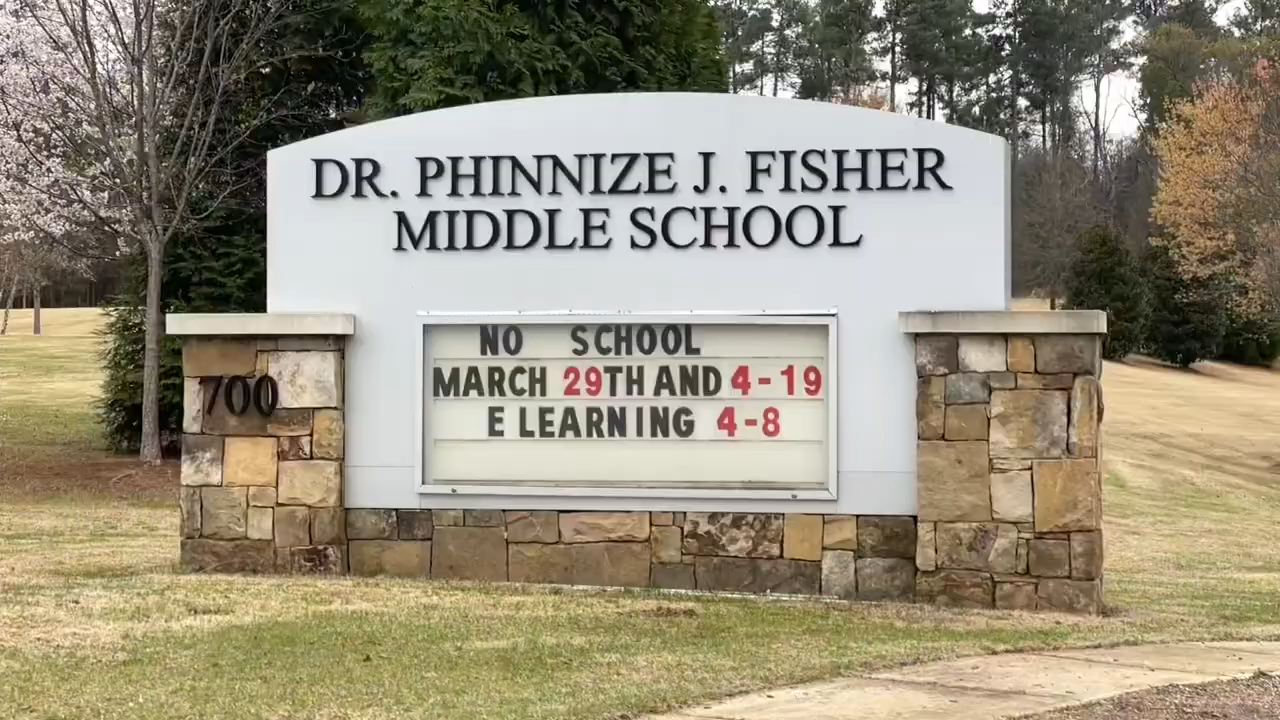 DR. PHINNIZE J. FISHER
MIDDLE SCHOOL
NO SCHOOL
MARCH 29TH AND 4-19
E LEARNING 4-8
700